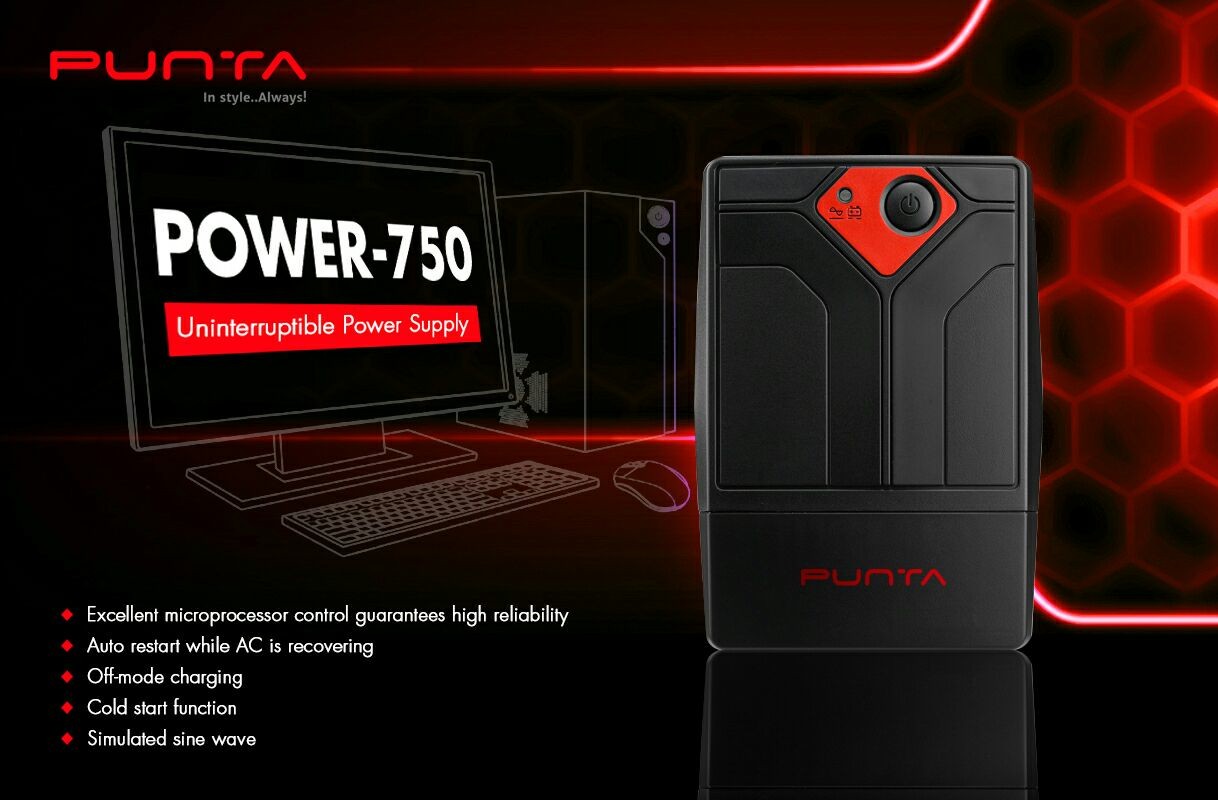 PUNTA
In style..Always!
POWER-750
Uninterruptible Power Supply
PUNTA
Excellent microprocessor control guarantees high reliability
Auto restart while AC is recovering
Off-mode charging
Cold start function
Simulated sine wave